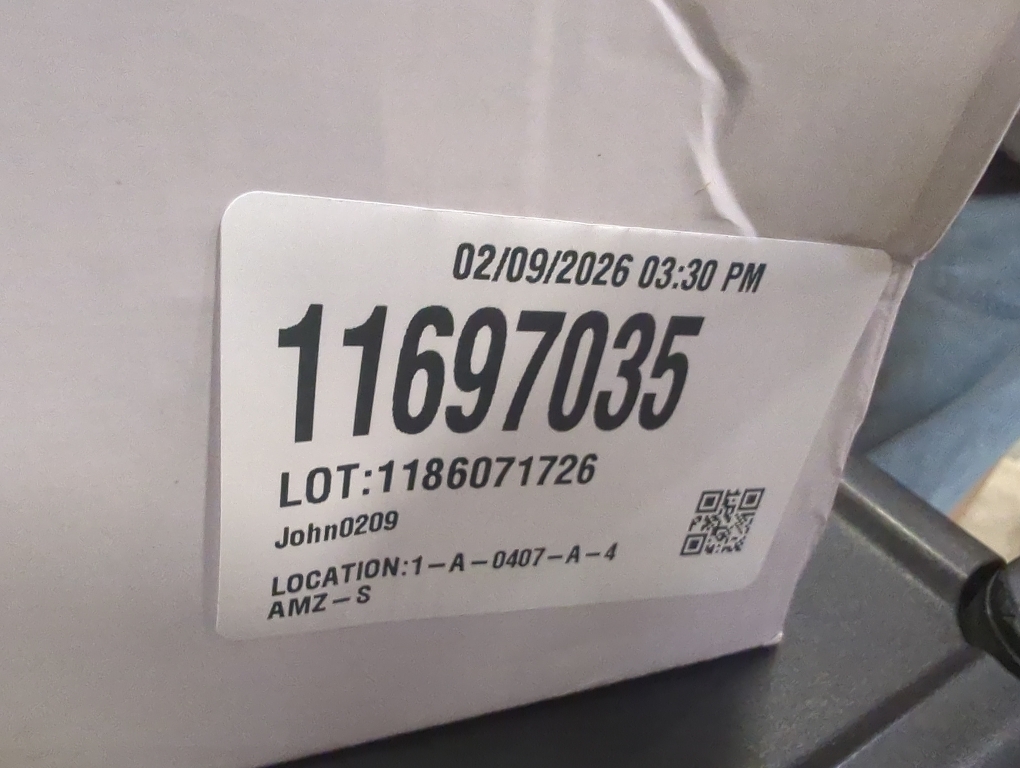 02/09/2026 03:30 PM
11697035
LOT:1186071726
John0209
LOCATION:1-A-0407-A-4
AMZ-S